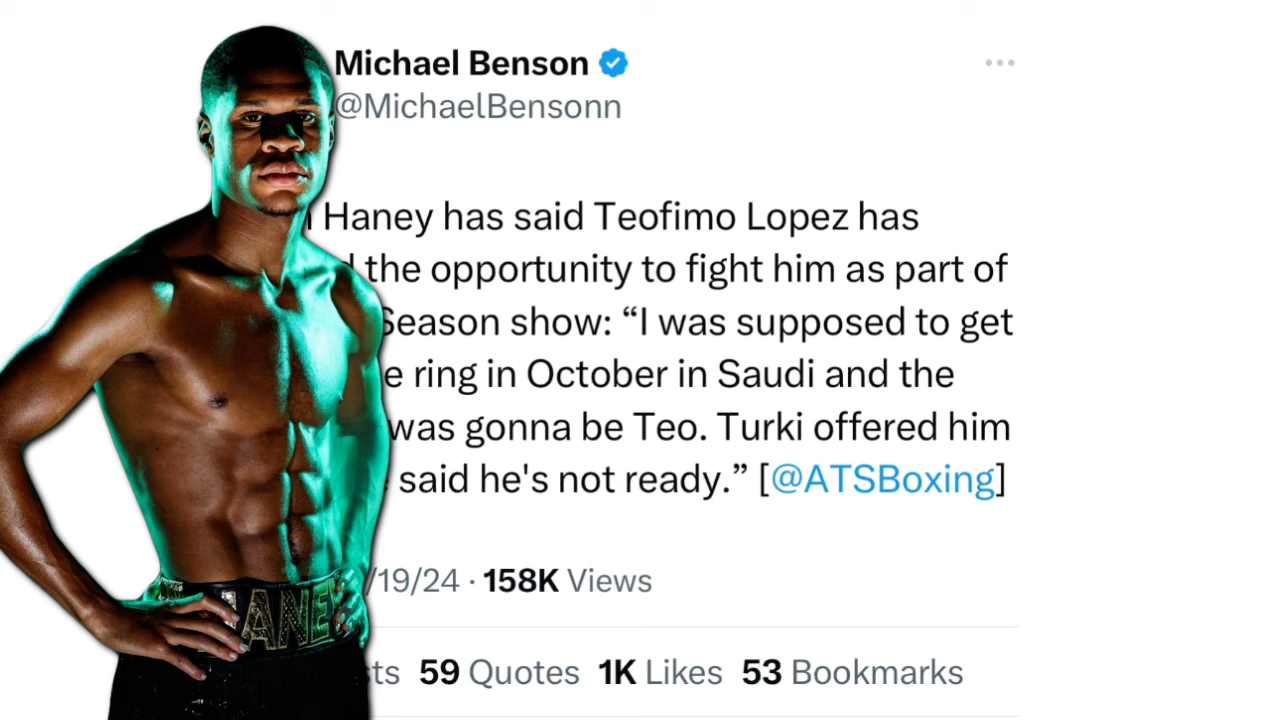 Michael Benson
@MichaelBensonn
Haney has said Teofimo Lopez has
the opportunity to fight him as part of
Season show: “I was supposed to get
ring in October in Saudi and the
was gonna be Teo. Turki offered him
said he's not ready.” [@ATSBoxing]
/19/24 · 158K Views
59 Quotes 1K Likes 53 Bookmarks
HANEY